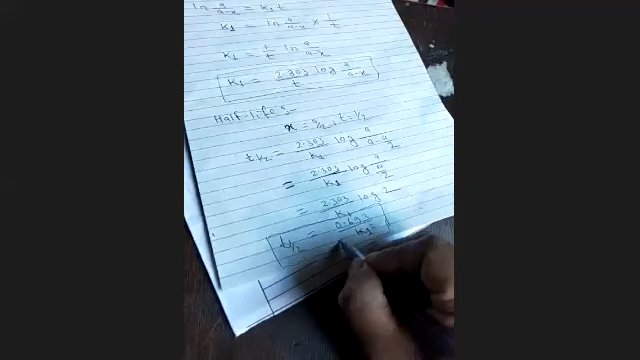 ln a/a-x = k1 t
k1 = ln a/a-x × 1/t
k1 = 1/t ln a/a-x
k1 = 2.303/t log a/a-x
Half-life :-
x = a/2, t = t1/2
t1/2 = 2.303/k1 log a/a-a/2
= 2.303/k1 log a/a/2
= 2.303/k1 log 2
t1/2 = 0.693/k1